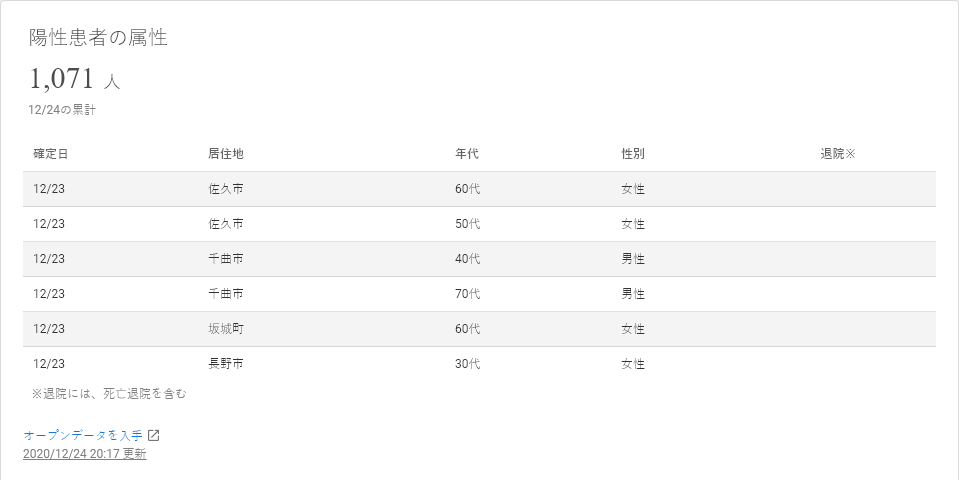 陽性患者の属性
1,071 人
12/24の累計
確定日 居住地 年代 性別 退院※
12/23 佐久市 60代 女性
12/23 佐久市 50代 女性
12/23 千曲市 40代 男性
12/23 千曲市 70代 男性
12/23 坂城町 60代 女性
12/23 長野市 30代 女性
※退院には、死亡退院を含む
オープンデータを入手
2020/12/24 20:17 更新